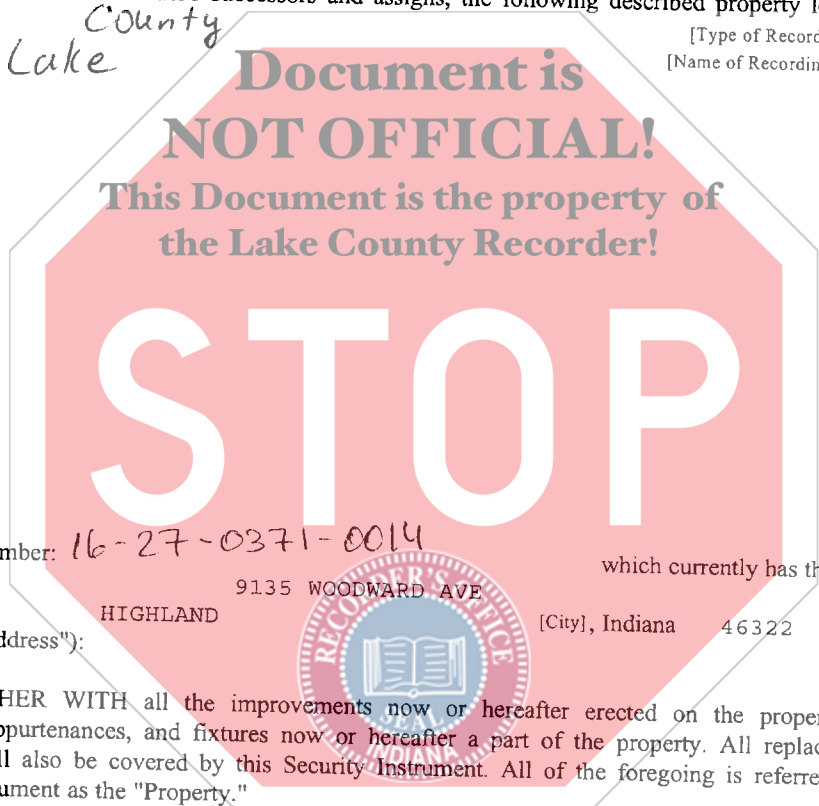 successors and assigns, the following described property
County
[Type of Record
Lake
[Name of Recordin
Document is
NOT OFFICIAL!
This Document is the property of
the Lake County Recorder!
STOP
mber: 16-27-0371-0014
which currently has th
9135 WOODWARD AVE
HIGHLAND
[City], Indiana 46322
ddress"):
RECORDER'S OFFICE
SEAL
INDIANA
HER WITH all the improvements now or hereafter erected on the proper
ppurtenances, and fixtures now or hereafter a part of the property. All replac
ll also be covered by this Security Instrument. All of the foregoing is referre
ument as the "Property."